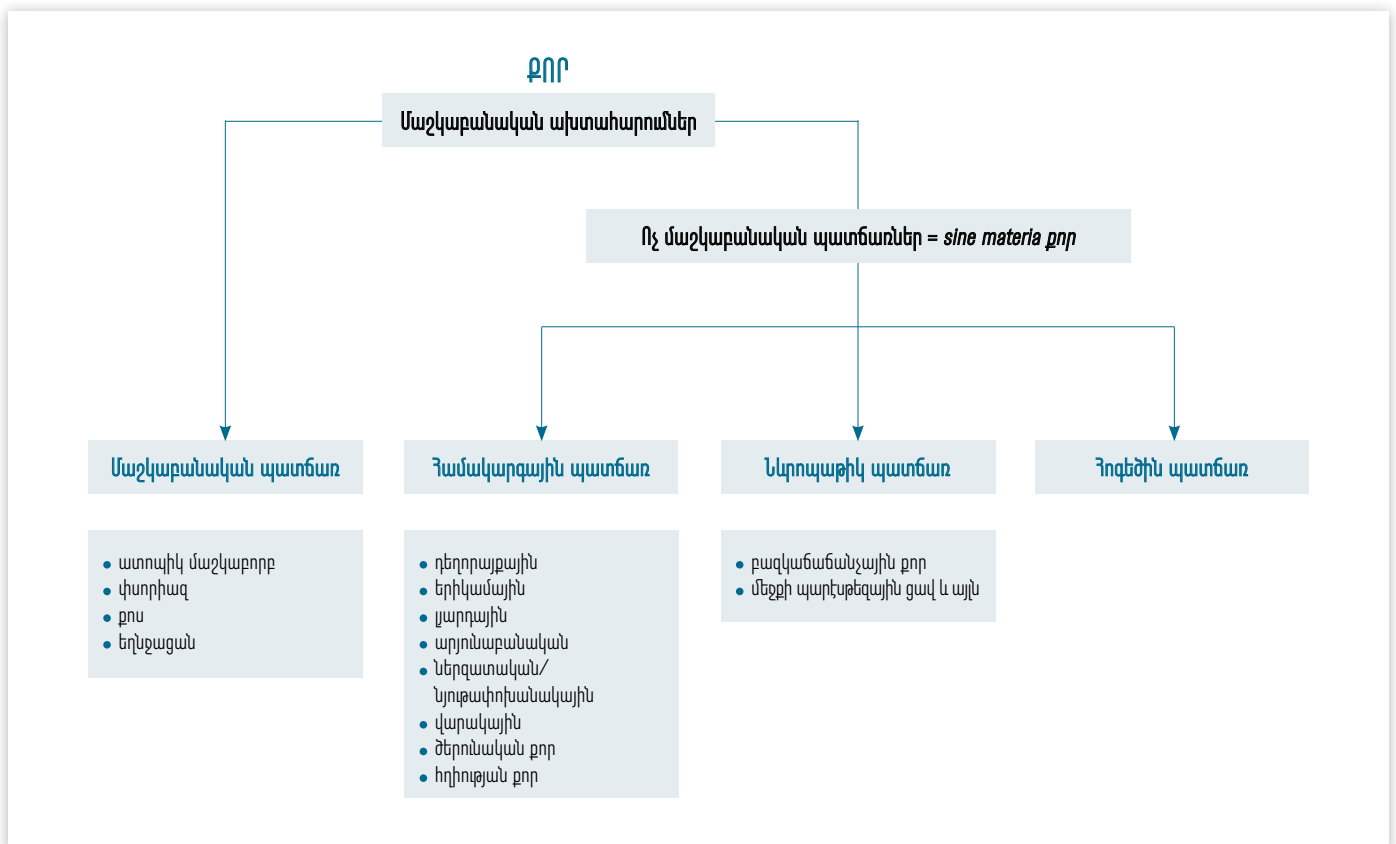 ՔՈՐ
Մաշկաբանական ախտահարումներ
Ոչ մաշկաբանական պատճառներ = sine materia քոր
Մաշկաբանական պատճառ
Համակարգային պատճառ
Նևրոպաթիկ պատճառ
Հոգեծին պատճառ
• ատոպիկ մաշկաբորբ
• փսորիազ
• քոս
• եղնջացան
• դեղորայքային
• երիկամային
• լյարդային
• արյունաբանական
• ներզատական/
նյութափոխանակային
• վարակային
• ծերունական քոր
• հղիության քոր
• բազկաճաճանչային քոր
• մեջքի պարէսթեզային ցավ և այլն